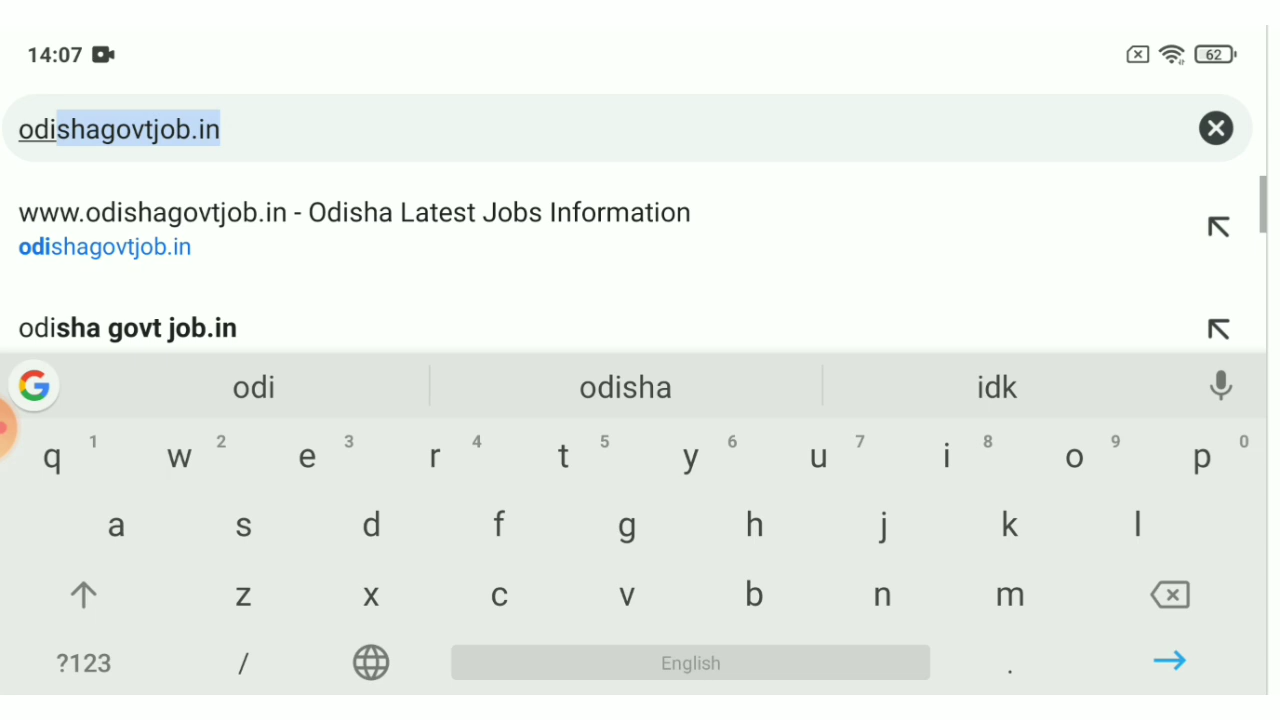 14:07
62
odishagovtjob.in
www.odishagovtjob.in - Odisha Latest Jobs Information
odishagovtjob.in
odisha govt job.in
G odi odisha idk
q 1 w 2 e 3 r 4 t 5 y 6 u 7 i 8 o 9 p 0
a s d f g h j k l
z x c v b n m
?123 / English .